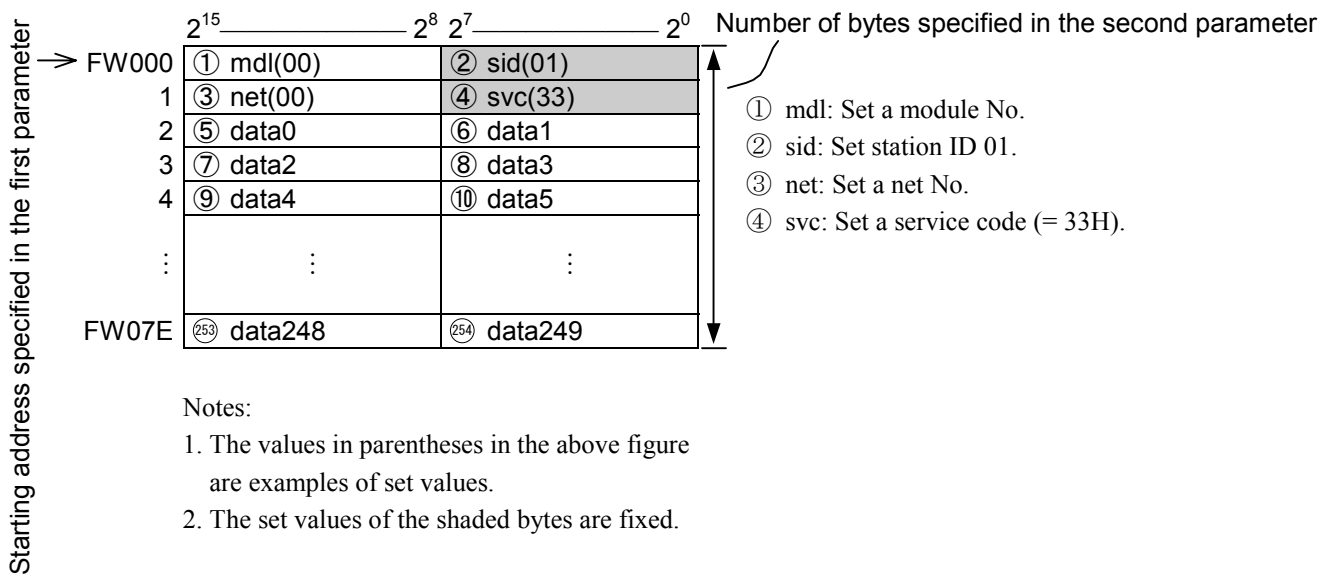 Starting address specified in the first parameter
2¹⁵ 2⁸ 2⁷ 2⁰ Number of bytes specified in the second parameter
FW000 ① mdl(00) ② sid(01)
1 ③ net(00) ④ svc(33)
2 ⑤ data0 ⑥ data1
3 ⑦ data2 ⑧ data3
4 ⑨ data4 ⑩ data5
⋮ ⋮ ⋮
FW07E (253) data248 (254) data249
① mdl: Set a module No.
② sid: Set station ID 01.
③ net: Set a net No.
④ svc: Set a service code (= 33H).
Notes:
1. The values in parentheses in the above figure
are examples of set values.
2. The set values of the shaded bytes are fixed.